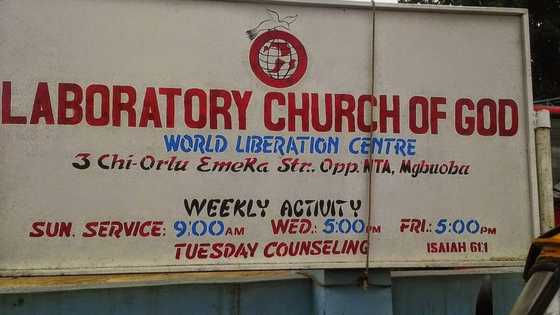 LABORATORY CHURCH OF GOD
WORLD LIBERATION CENTRE
3 Chi-Orlu Emeka Str. Opp. NTA, Mgbuoba
WEEKLY ACTIVITY
SUN. SERVICE: 9:00AM WED.: 5:00PM FRI.: 5:00PM
TUESDAY COUNSELING ISAIAH 61:1